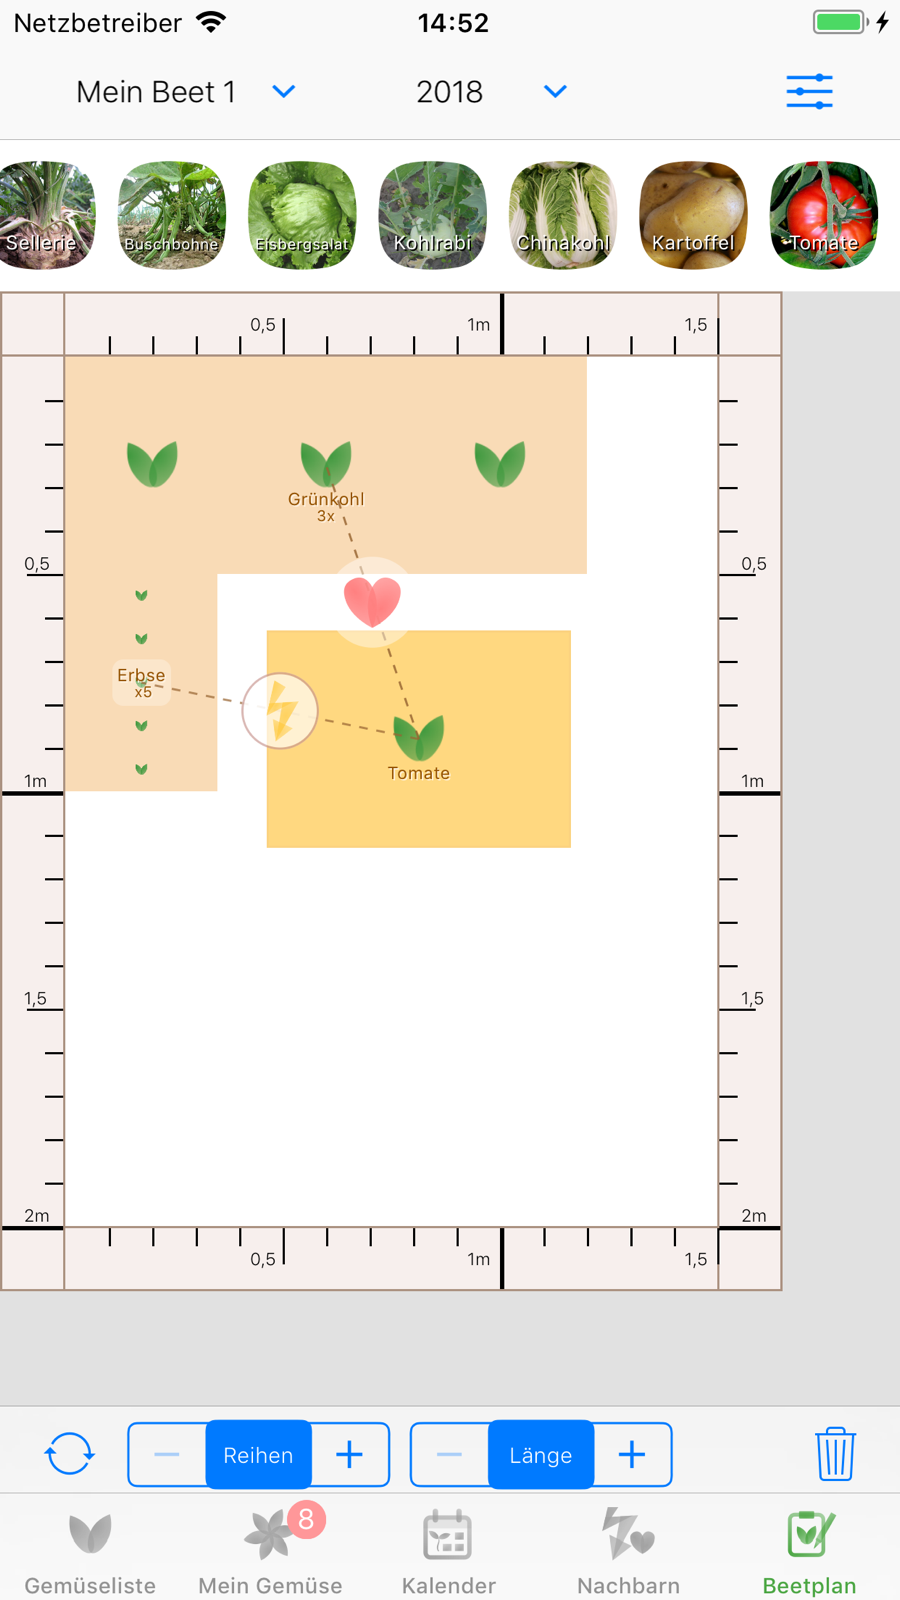 Netzbetreiber 14:52
Mein Beet 1 2018
Sellerie Buschbohne Eisbergsalat Kohlrabi Chinakohl Kartoffel Tomate
0,5 1m 1,5
Grünkohl
3x
0,5 0,5
Erbse
x5
Tomate
1m 1m
1,5 1,5
2m 2m
0,5 1m 1,5
Reihen Länge
8
Gemüseliste Mein Gemüse Kalender Nachbarn Beetplan